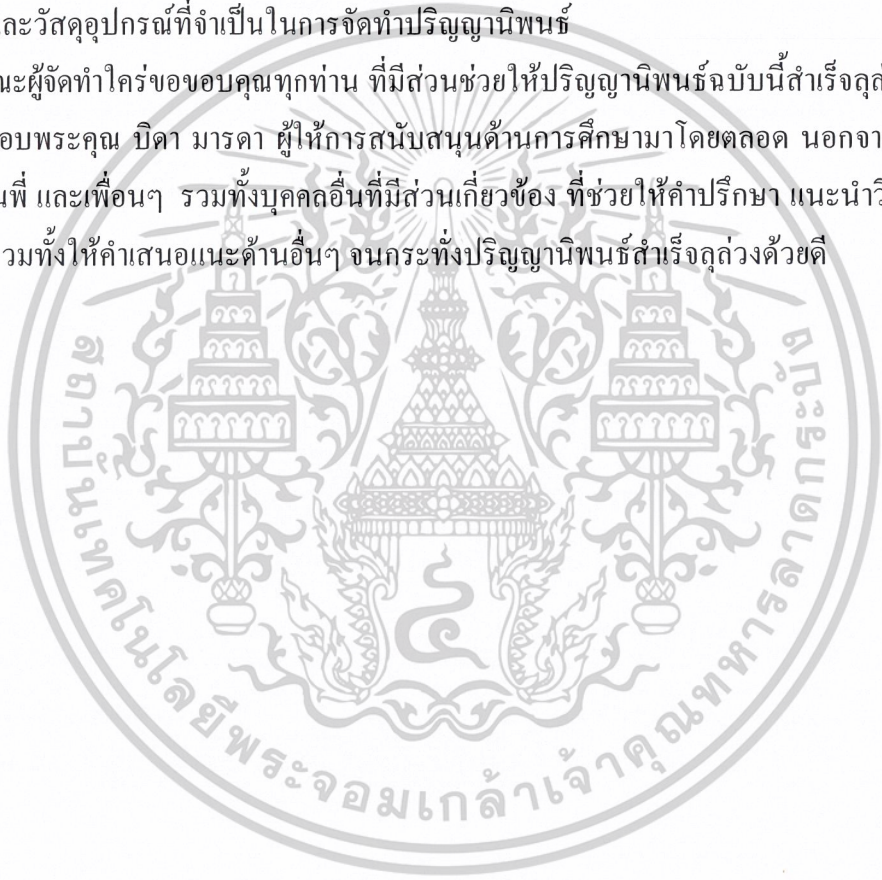 ละวัสดุอุปกรณ์ที่จำเป็นในการจัดทำปริญญานิพนธ์
ณะผู้จัดทำใคร่ขอขอบคุณทุกท่าน ที่มีส่วนช่วยให้ปริญญานิพนธ์ฉบับนี้สำเร็จลุล่
อบพระคุณ บิดา มารดา ผู้ให้การสนับสนุนด้านการศึกษามาโดยตลอด นอกจา
นพี่ และเพื่อนๆ รวมทั้งบุคคลอื่นที่มีส่วนเกี่ยวข้อง ที่ช่วยให้คำปรึกษา แนะนำวิ
วมทั้งให้คำเสนอแนะด้านอื่นๆ จนกระทั่งปริญญานิพนธ์สำเร็จลุล่วงด้วยดี
สถาบันเทคโนโลยีพระจอมเกล้าเจ้าคุณทหารลาดกระบัง
๔